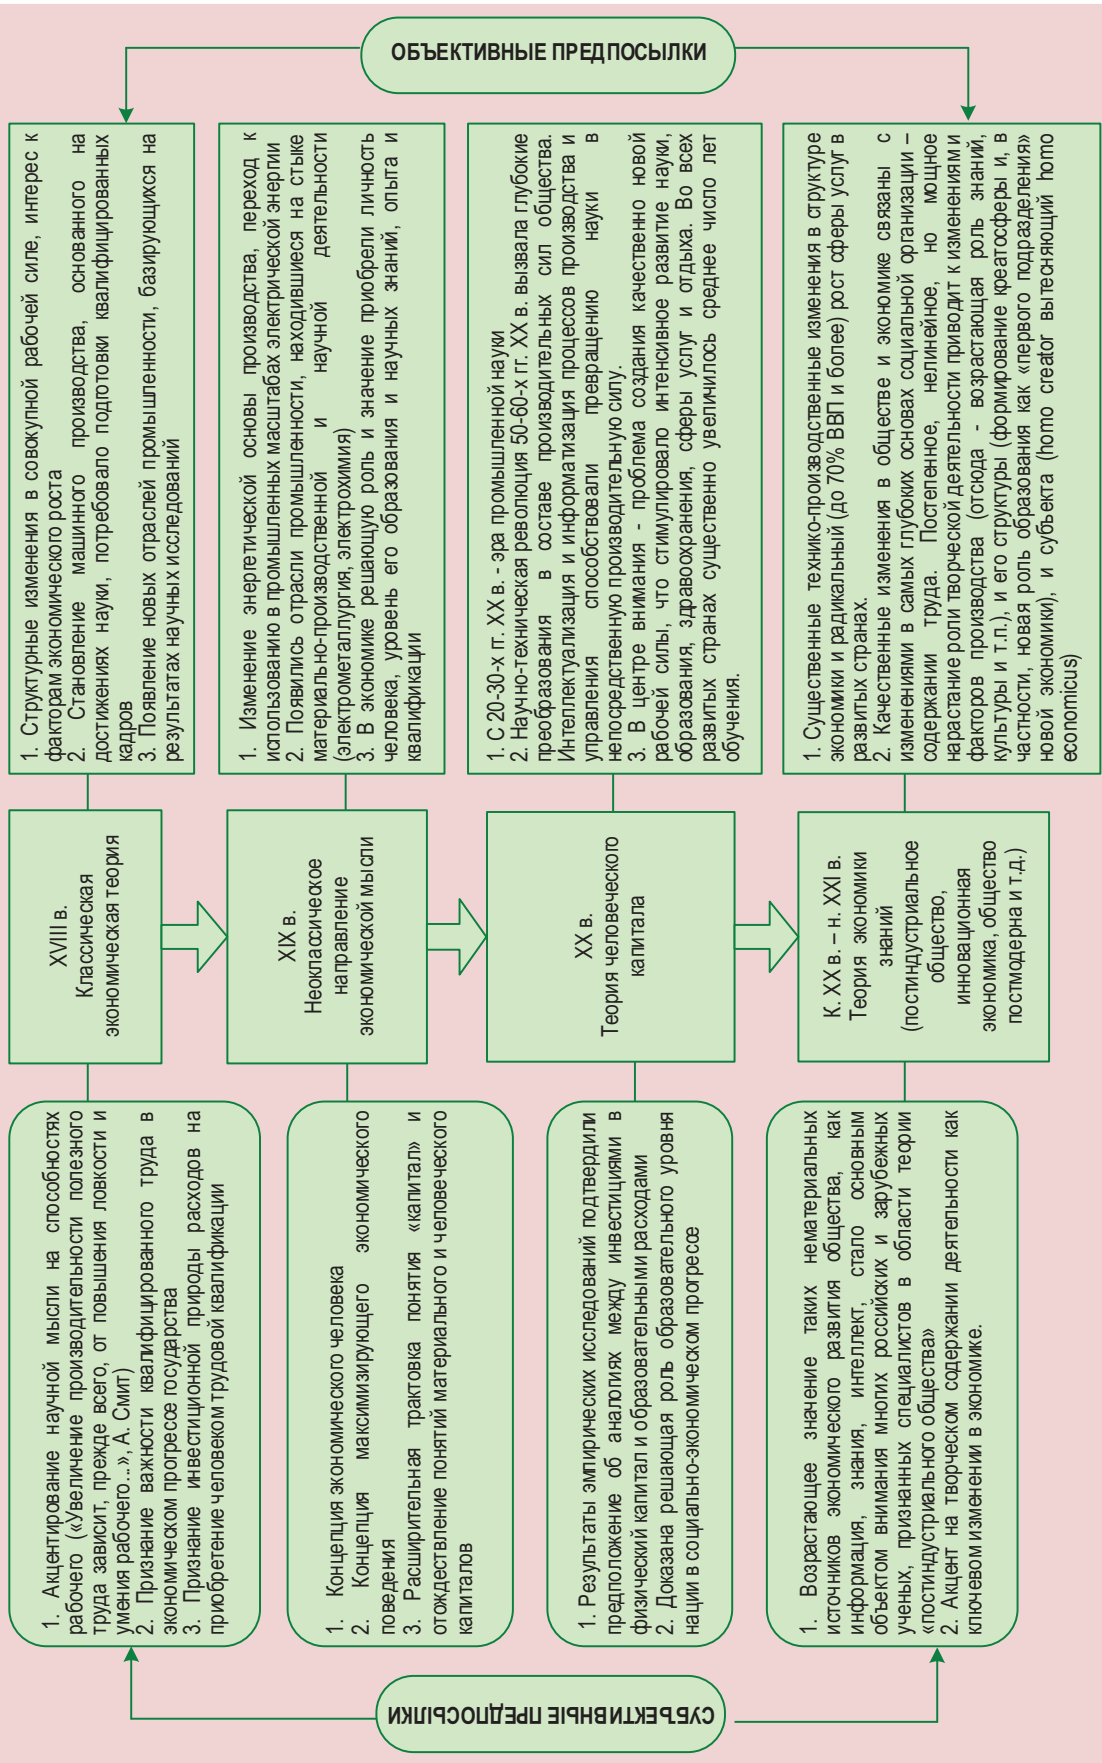 СУБЪЕКТИВНЫЕ ПРЕДПОСЫЛКИ
1. Акцентирование научной мысли на способностях
рабочего («Увеличение производительности полезного
труда зависит, прежде всего, от повышения ловкости и
умения рабочего...», А. Смит)
2. Признание важности квалифицированного труда в
экономическом прогрессе государства
3. Признание инвестиционной природы расходов на
приобретение человеком трудовой квалификации
1. Концепция экономического человека
2. Концепция максимизирующего экономического
поведения
3. Расширительная трактовка понятия «капитал» и
отождествление понятий материального и человеческого
капиталов
1. Результаты эмпирических исследований подтвердили
предположение об аналогиях между инвестициями в
физический капитал и образовательными расходами
2. Доказана решающая роль образовательного уровня
нации в социально-экономическом прогрессе
1. Возрастающее значение таких нематериальных
источников экономического развития общества, как
информация, знания, интеллект, стало основным
объектом внимания многих российских и зарубежных
ученых, признанных специалистов в области теории
«постиндустриального общества»
2. Акцент на творческом содержании деятельности как
ключевом изменении в экономике.
XVIII в.
Классическая
экономическая теория
XIX в.
Неоклассическое
направление
экономической мысли
XX в.
Теория человеческого
капитала
К. XX в. – н. XXI в.
Теория экономики
знаний
(постиндустриальное
общество,
инновационная
экономика, общество
постмодерна и т.д.)
1. Структурные изменения в совокупной рабочей силе, интерес к
факторам экономического роста
2. Становление машинного производства, основанного на
достижениях науки, потребовало подготовки квалифицированных
кадров
3. Появление новых отраслей промышленности, базирующихся на
результатах научных исследований
1. Изменение энергетической основы производства, переход к
использованию в промышленных масштабах электрической энергии
2. Появились отрасли промышленности, находившиеся на стыке
материально-производственной и научной деятельности
(электрометаллургия, электрохимия)
3. В экономике решающую роль и значение приобрели личность
человека, уровень его образования и научных знаний, опыта и
квалификации
1. С 20-30-х гг. XX в. - эра промышленной науки
2. Научно-техническая революция 50-60-х гг. XX в. вызвала глубокие
преобразования в составе производительных сил общества.
Интеллектуализация и информатизация процессов производства и
управления способствовали превращению науки в
непосредственную производительную силу.
3. В центре внимания - проблема создания качественно новой
рабочей силы, что стимулировало интенсивное развитие науки,
образования, здравоохранения, сферы услуг и отдыха. Во всех
развитых странах существенно увеличилось среднее число лет
обучения.
1. Существенные технико-производственные изменения в структуре
экономики и радикальный (до 70% ВВП и более) рост сферы услуг в
развитых странах.
2. Качественные изменения в обществе и экономике связаны с
изменениями в самых глубоких основах социальной организации –
содержании труда. Постепенное, нелинейное, но мощное
нарастание роли творческой деятельности приводит к изменениям и
факторов производства (отсюда - возрастающая роль знаний,
культуры и т.п.), и его структуры (формирование креатосферы и, в
частности, новая роль образования как «первого подразделения»
новой экономики), и субъекта (homo creator вытесняющий homo
economicus)
ОБЪЕКТИВНЫЕ ПРЕДПОСЫЛКИ